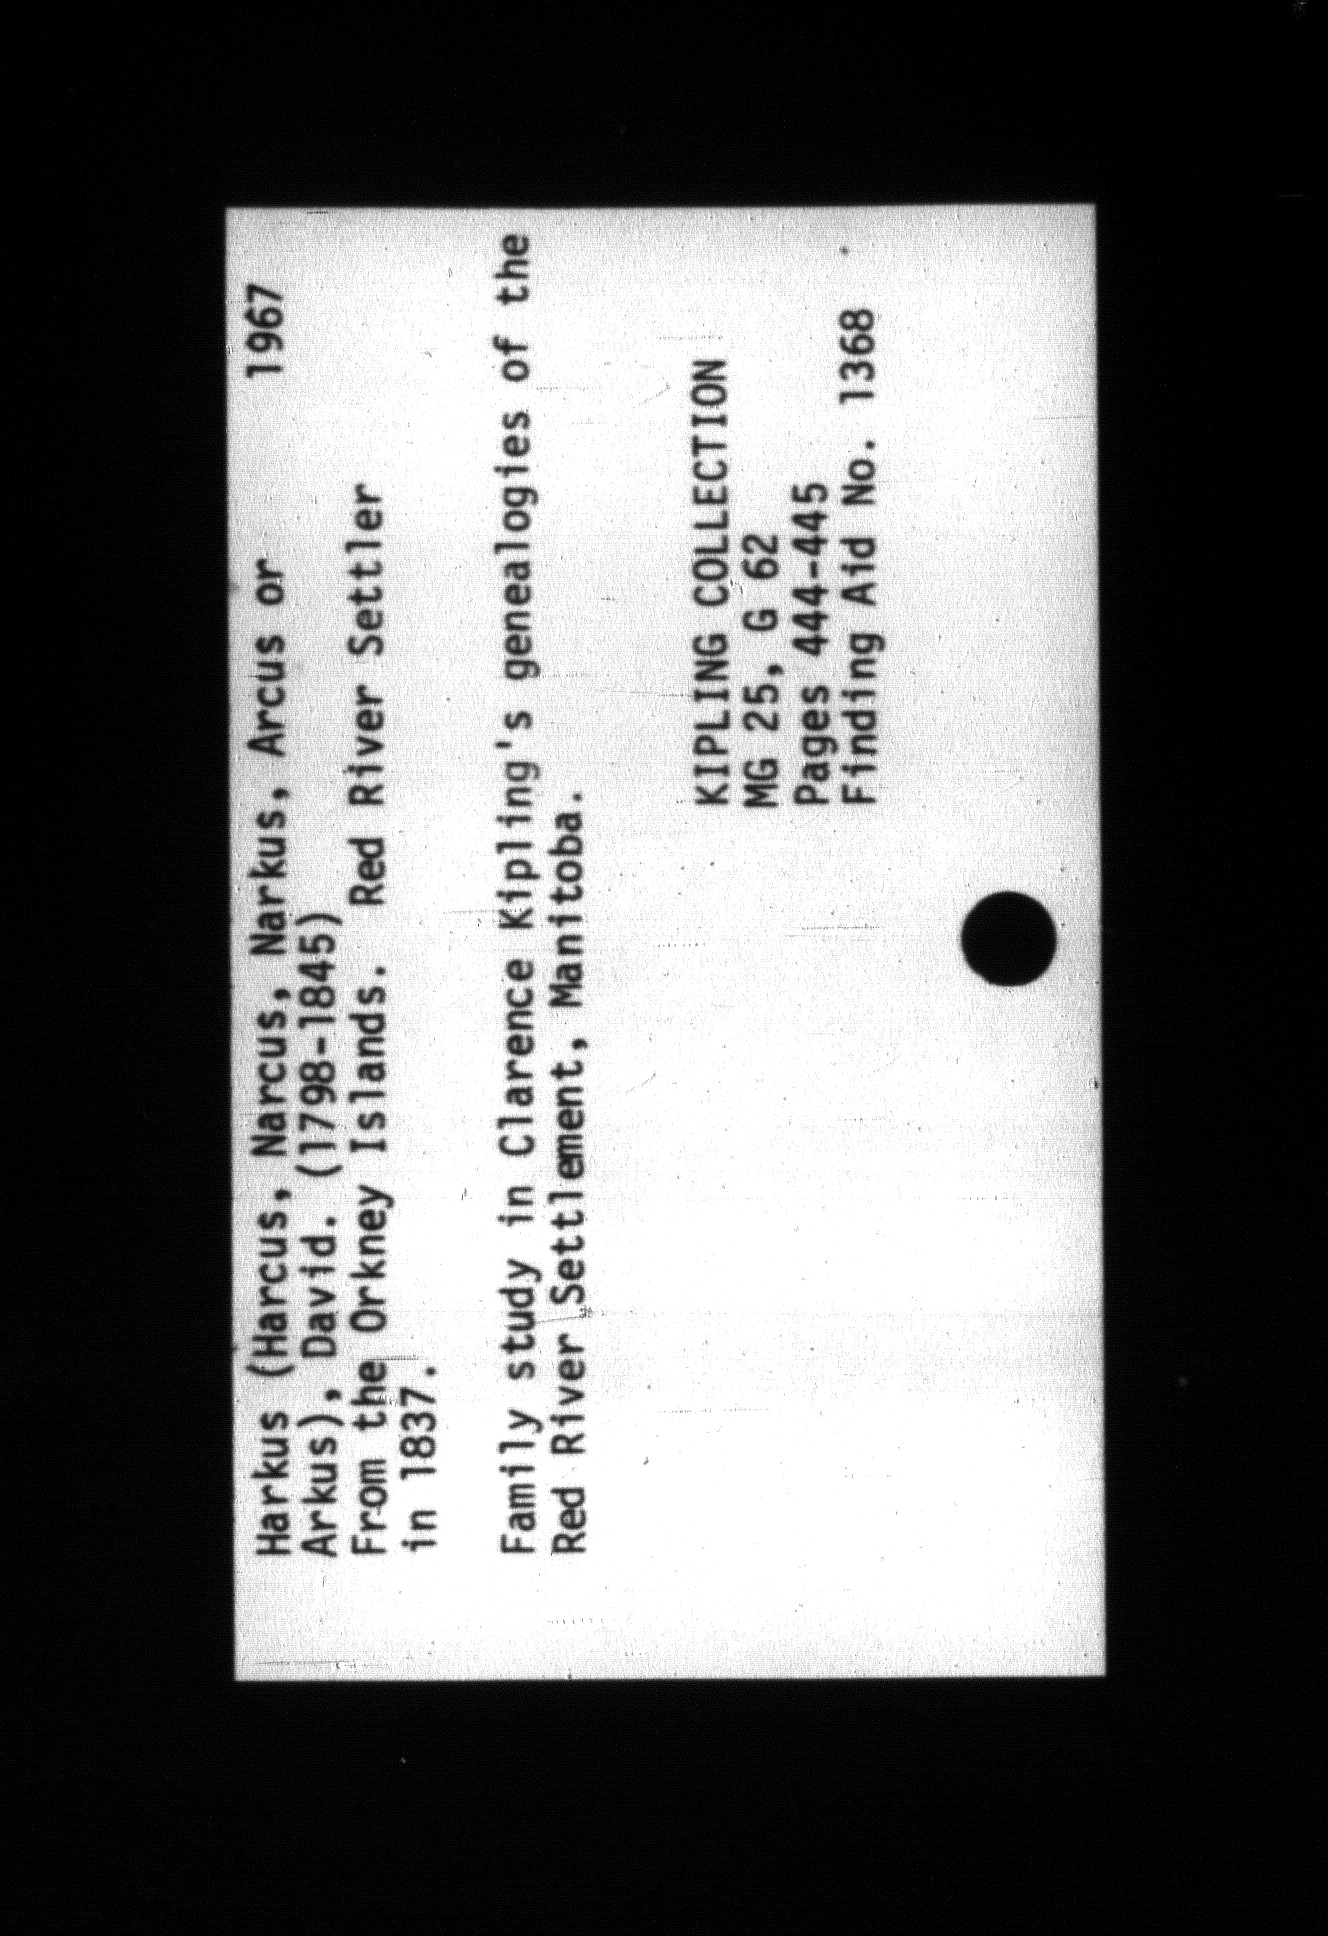 Harkus (Harcus, Narcus, Narkus, Arcus or 1967
Arkus), David. (1798-1845)
From the Orkney Islands. Red River Settler
in 1837.
Family study in Clarence Kipling's genealogies of the
Red River Settlement, Manitoba.
KIPLING COLLECTION
MG 25, G 62
Pages 444-445
Finding Aid No. 1368